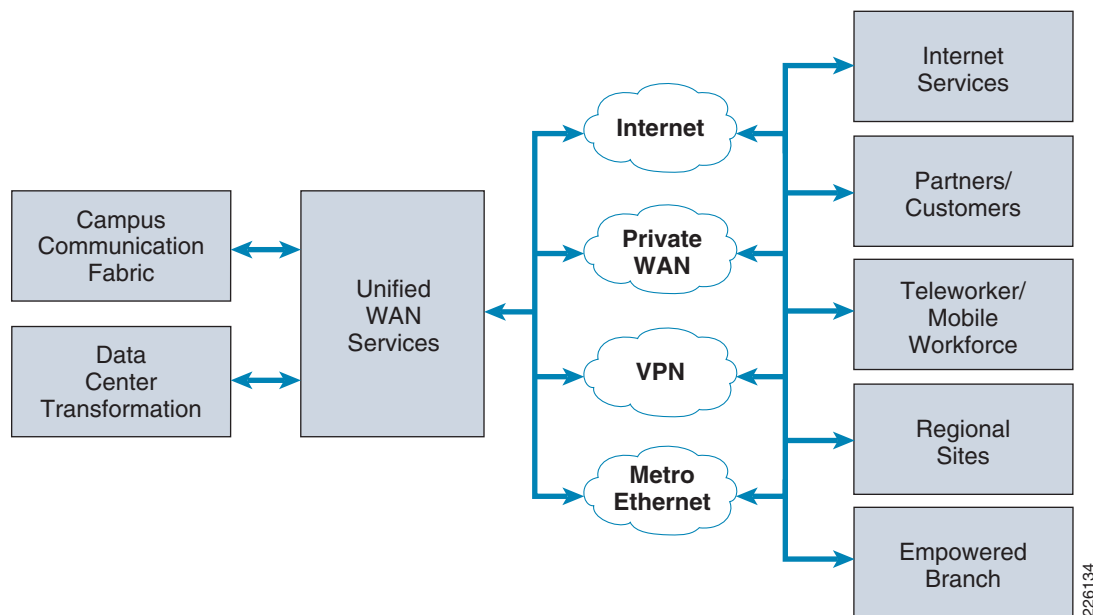 Campus
Communication
Fabric
Data
Center
Transformation
Unified
WAN
Services
Internet
Private
WAN
VPN
Metro
Ethernet
Internet
Services
Partners/
Customers
Teleworker/
Mobile
Workforce
Regional
Sites
Empowered
Branch
226134